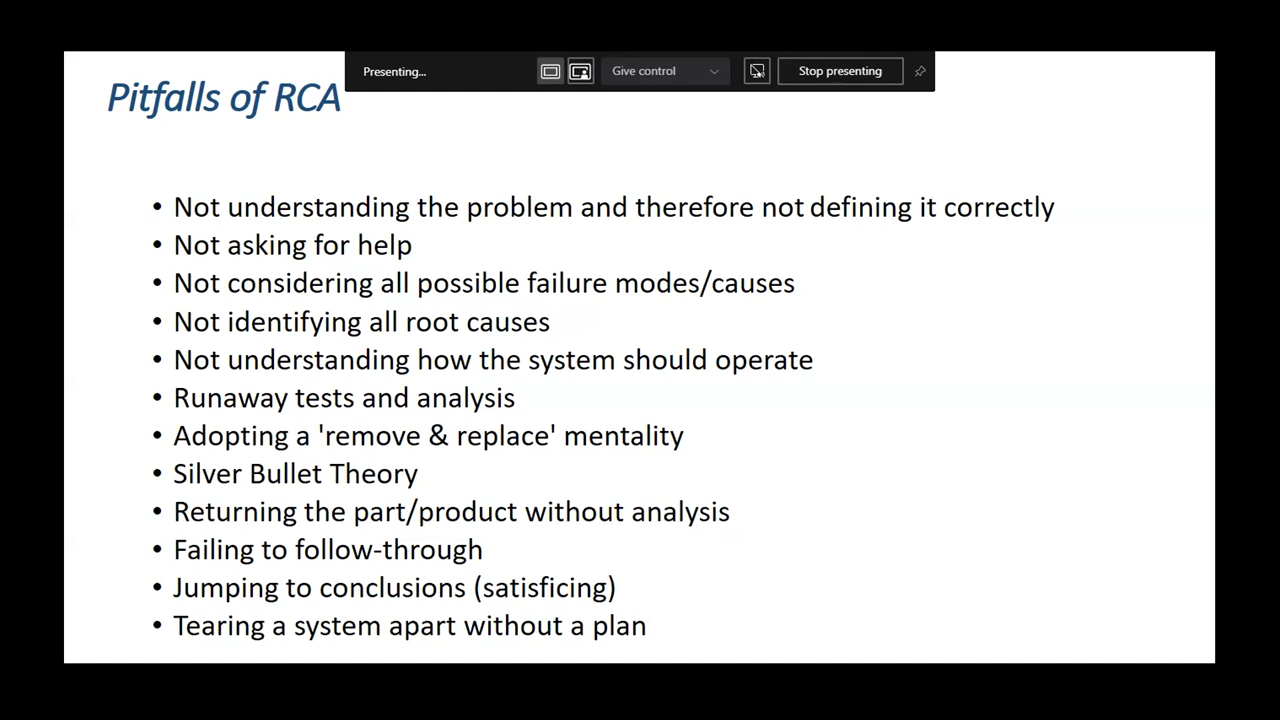 Presenting...
Give control
Stop presenting
Pitfalls of RCA
• Not understanding the problem and therefore not defining it correctly
• Not asking for help
• Not considering all possible failure modes/causes
• Not identifying all root causes
• Not understanding how the system should operate
• Runaway tests and analysis
• Adopting a 'remove & replace' mentality
• Silver Bullet Theory
• Returning the part/product without analysis
• Failing to follow-through
• Jumping to conclusions (satisficing)
• Tearing a system apart without a plan